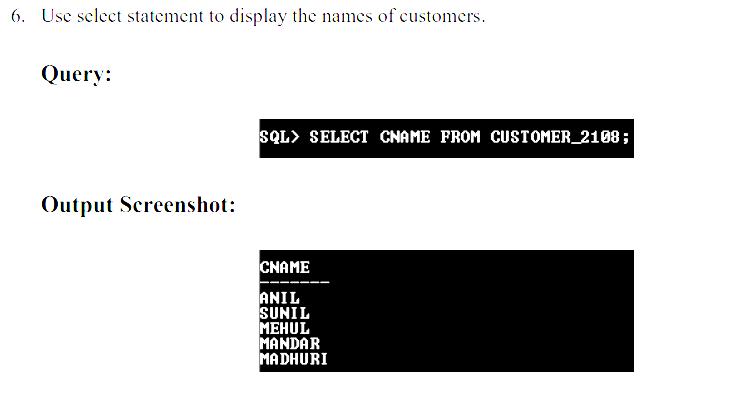 6. Use select statement to display the names of customers.
Query:
SQL> SELECT CNAME FROM CUSTOMER_2108;
Output Screenshot:
CNAME
-------
ANIL
SUNIL
MEHUL
MANDAR
MADHURI